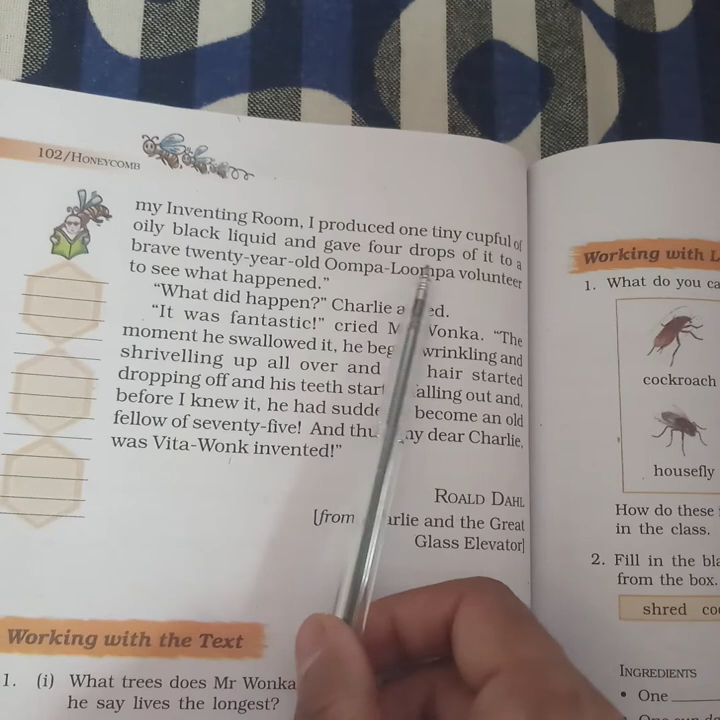 102/HONEYCOMB
my Inventing Room, I produced one tiny cupful of
oily black liquid and gave four drops of it to a
brave twenty-year-old Oompa-Loompa volunteer
to see what happened."
"What did happen?" Charlie a ed.
"It was fantastic!" cried M Wonka. "The
moment he swallowed it, he beg wrinkling and
shrivelling up all over and hair started
dropping off and his teeth start falling out and,
before I knew it, he had sudde become an old
fellow of seventy-five! And thu my dear Charlie,
was Vita-Wonk invented!"
ROALD DAHL
[from arlie and the Great
Glass Elevator]
Working with the Text
1. (i) What trees does Mr Wonka
he say lives the longest?
Working with L
1. What do you ca
cockroach
housefly
How do these
in the class.
2. Fill in the bla
from the box.
shred co
INGREDIENTS
• One